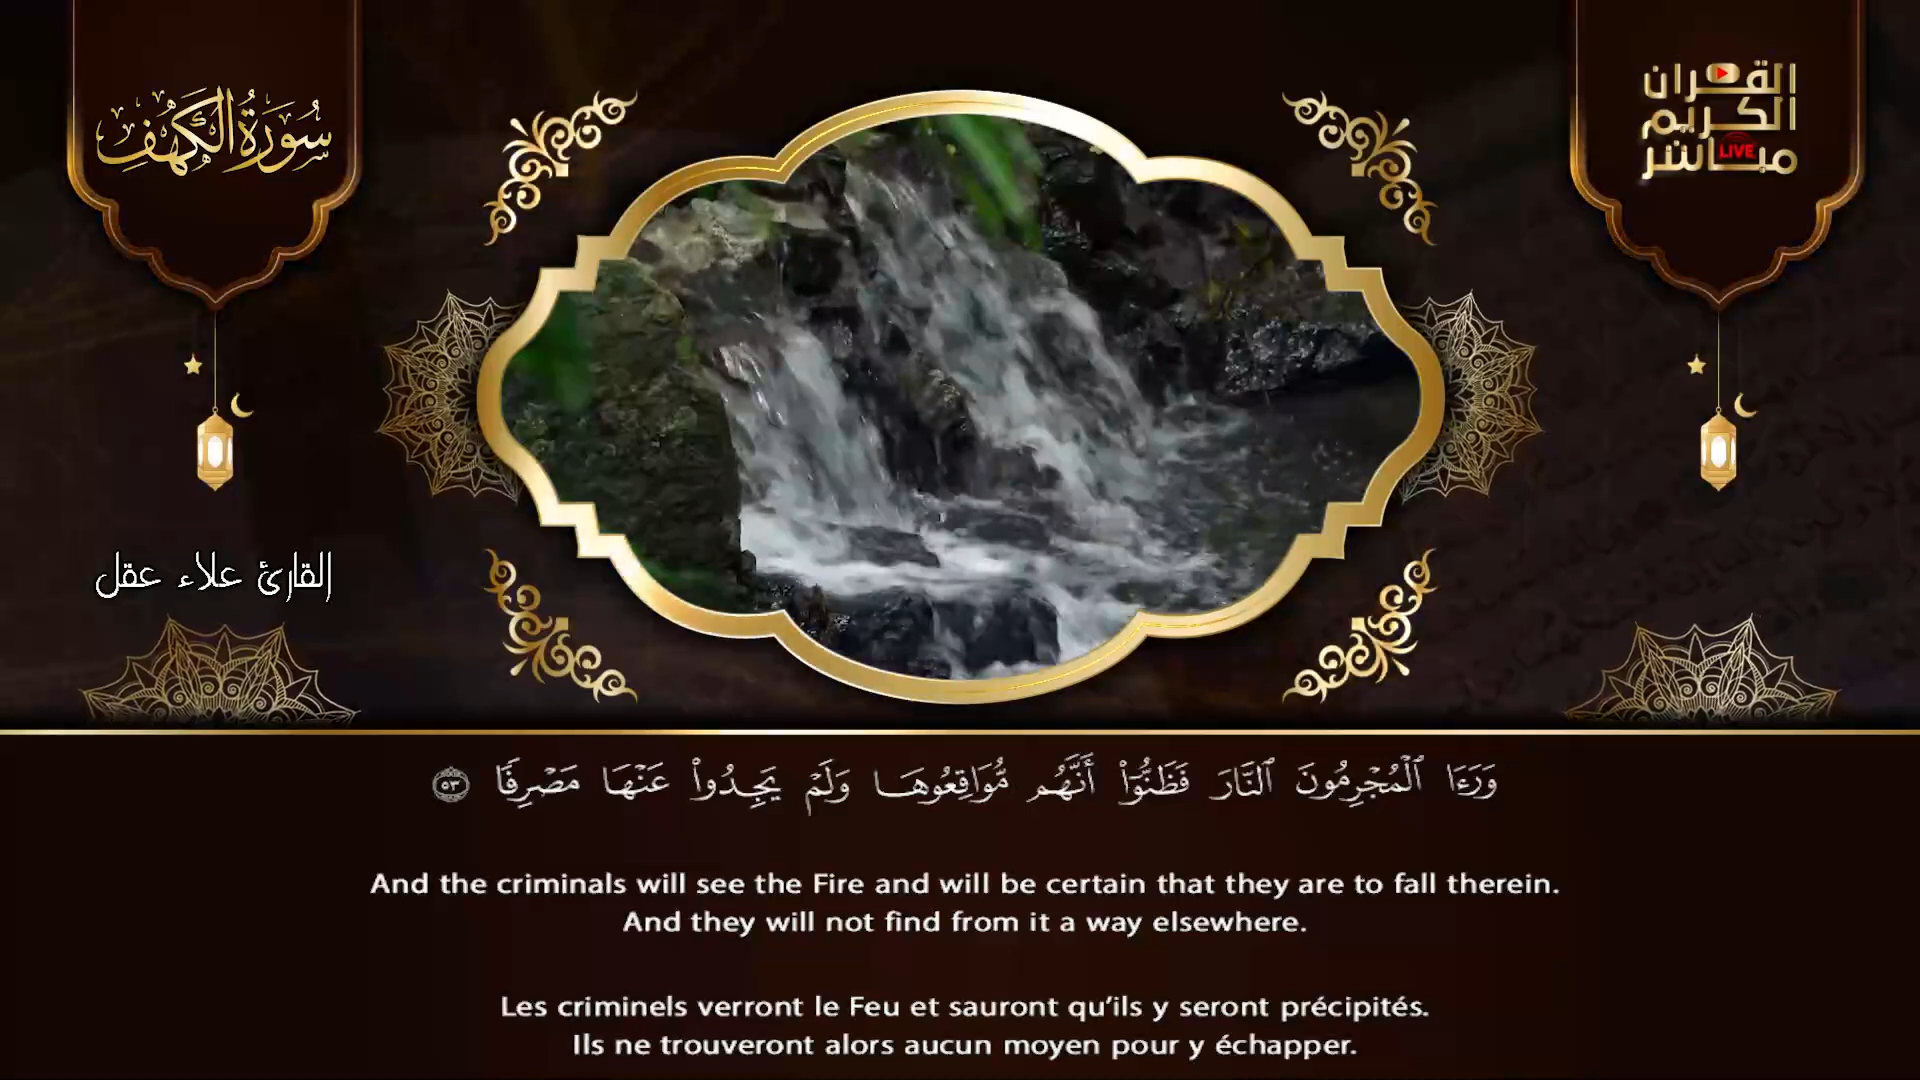 سُورَةُ الكَهْفِ
القرآن
الكريم
مباشر
LIVE
القارئ علاء عقل
وَرَءَا ٱلْمُجْرِمُونَ ٱلنَّارَ فَظَنُّوٓا۟ أَنَّهُم مُّوَاقِعُوهَا وَلَمْ يَجِدُوا۟ عَنْهَا مَصْرِفًا ٥٣
And the criminals will see the Fire and will be certain that they are to fall therein.
And they will not find from it a way elsewhere.
Les criminels verront le Feu et sauront qu’ils y seront précipités.
Ils ne trouveront alors aucun moyen pour y échapper.